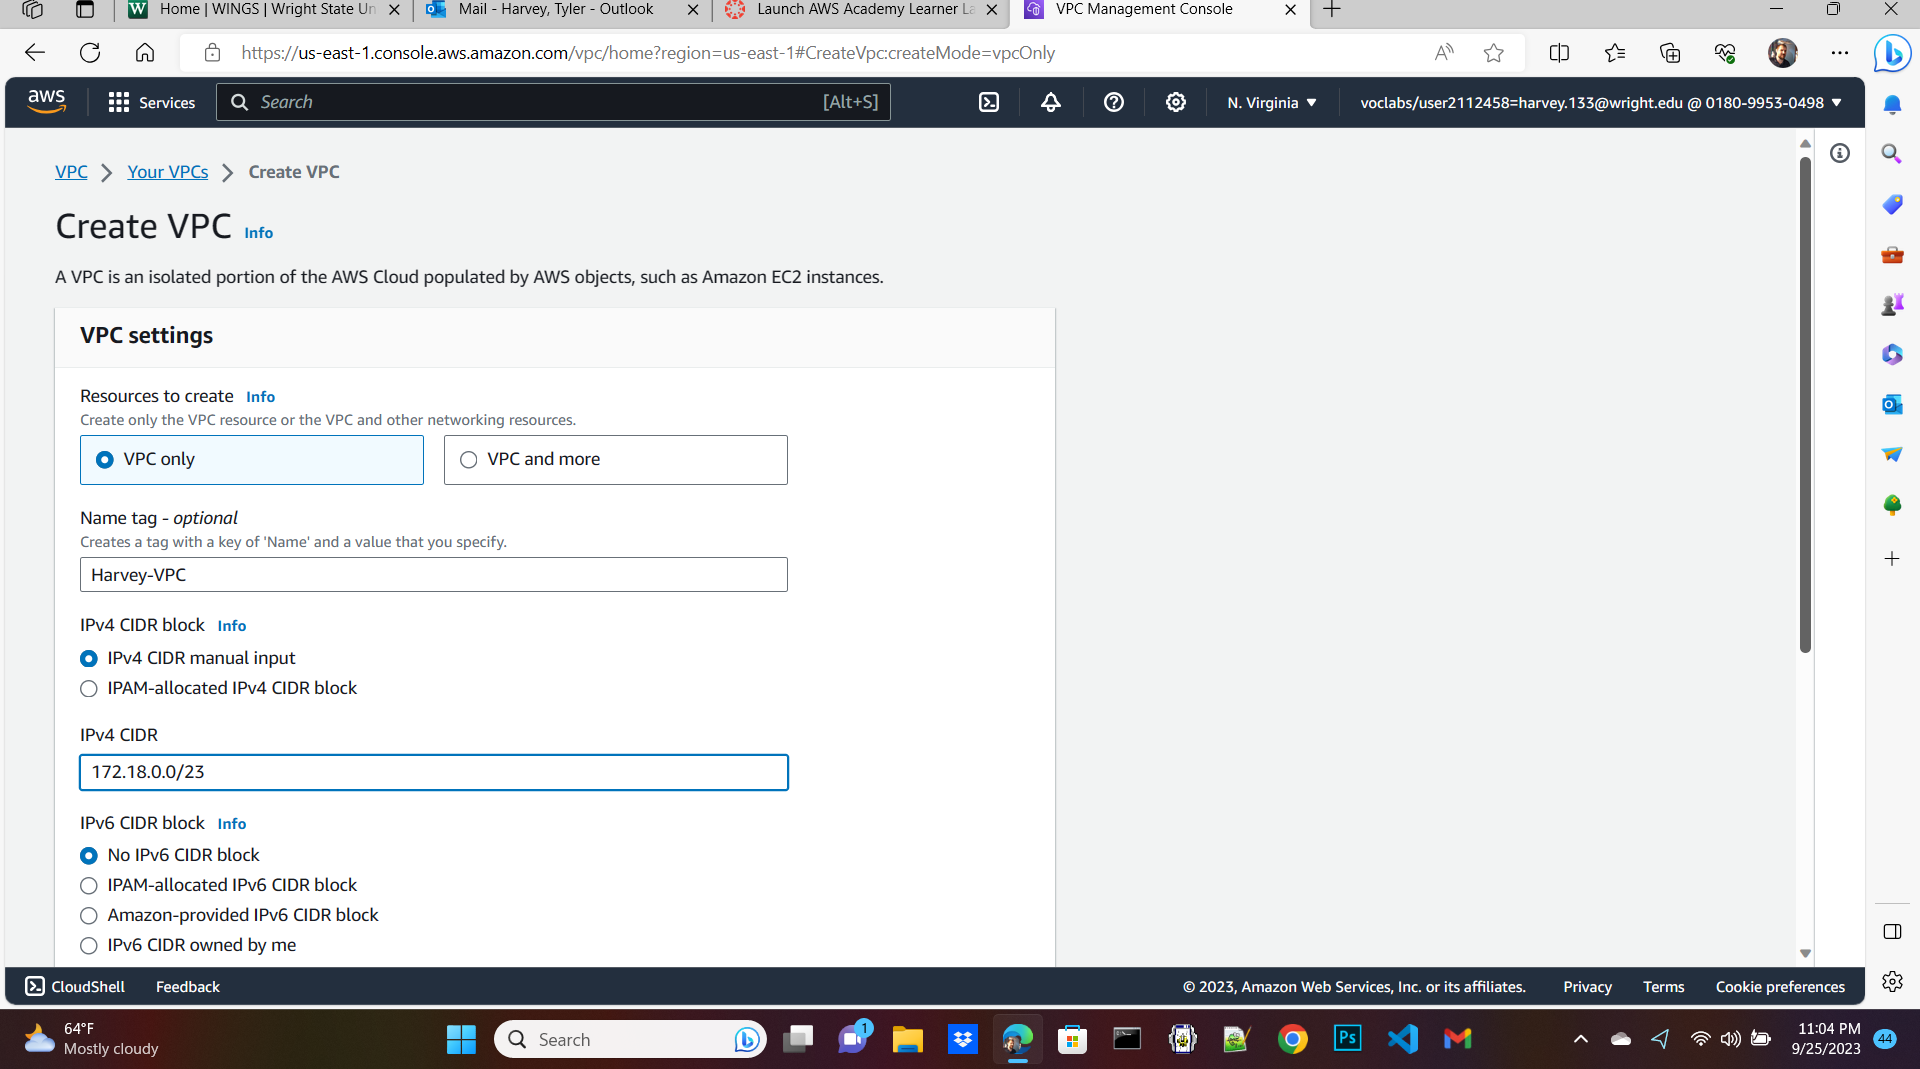 Home | WINGS | Wright State Un
Mail - Harvey, Tyler - Outlook
Launch AWS Academy Learner La
VPC Management Console
https://us-east-1.console.aws.amazon.com/vpc/home?region=us-east-1#CreateVpc:createMode=vpcOnly
aws
Services
Search
[Alt+S]
N. Virginia
voclabs/user2112458=harvey.133@wright.edu @ 0180-9953-0498
VPC
Your VPCs
Create VPC
Create VPC Info
A VPC is an isolated portion of the AWS Cloud populated by AWS objects, such as Amazon EC2 instances.
VPC settings
Resources to create Info
Create only the VPC resource or the VPC and other networking resources.
VPC only
VPC and more
Name tag - optional
Creates a tag with a key of 'Name' and a value that you specify.
Harvey-VPC
IPv4 CIDR block Info
IPv4 CIDR manual input
IPAM-allocated IPv4 CIDR block
IPv4 CIDR
172.18.0.0/23
IPv6 CIDR block Info
No IPv6 CIDR block
IPAM-allocated IPv6 CIDR block
Amazon-provided IPv6 CIDR block
IPv6 CIDR owned by me
CloudShell
Feedback
© 2023, Amazon Web Services, Inc. or its affiliates.
Privacy
Terms
Cookie preferences
64°F
Mostly cloudy
Search
1
Ps
11:04 PM
9/25/2023
44